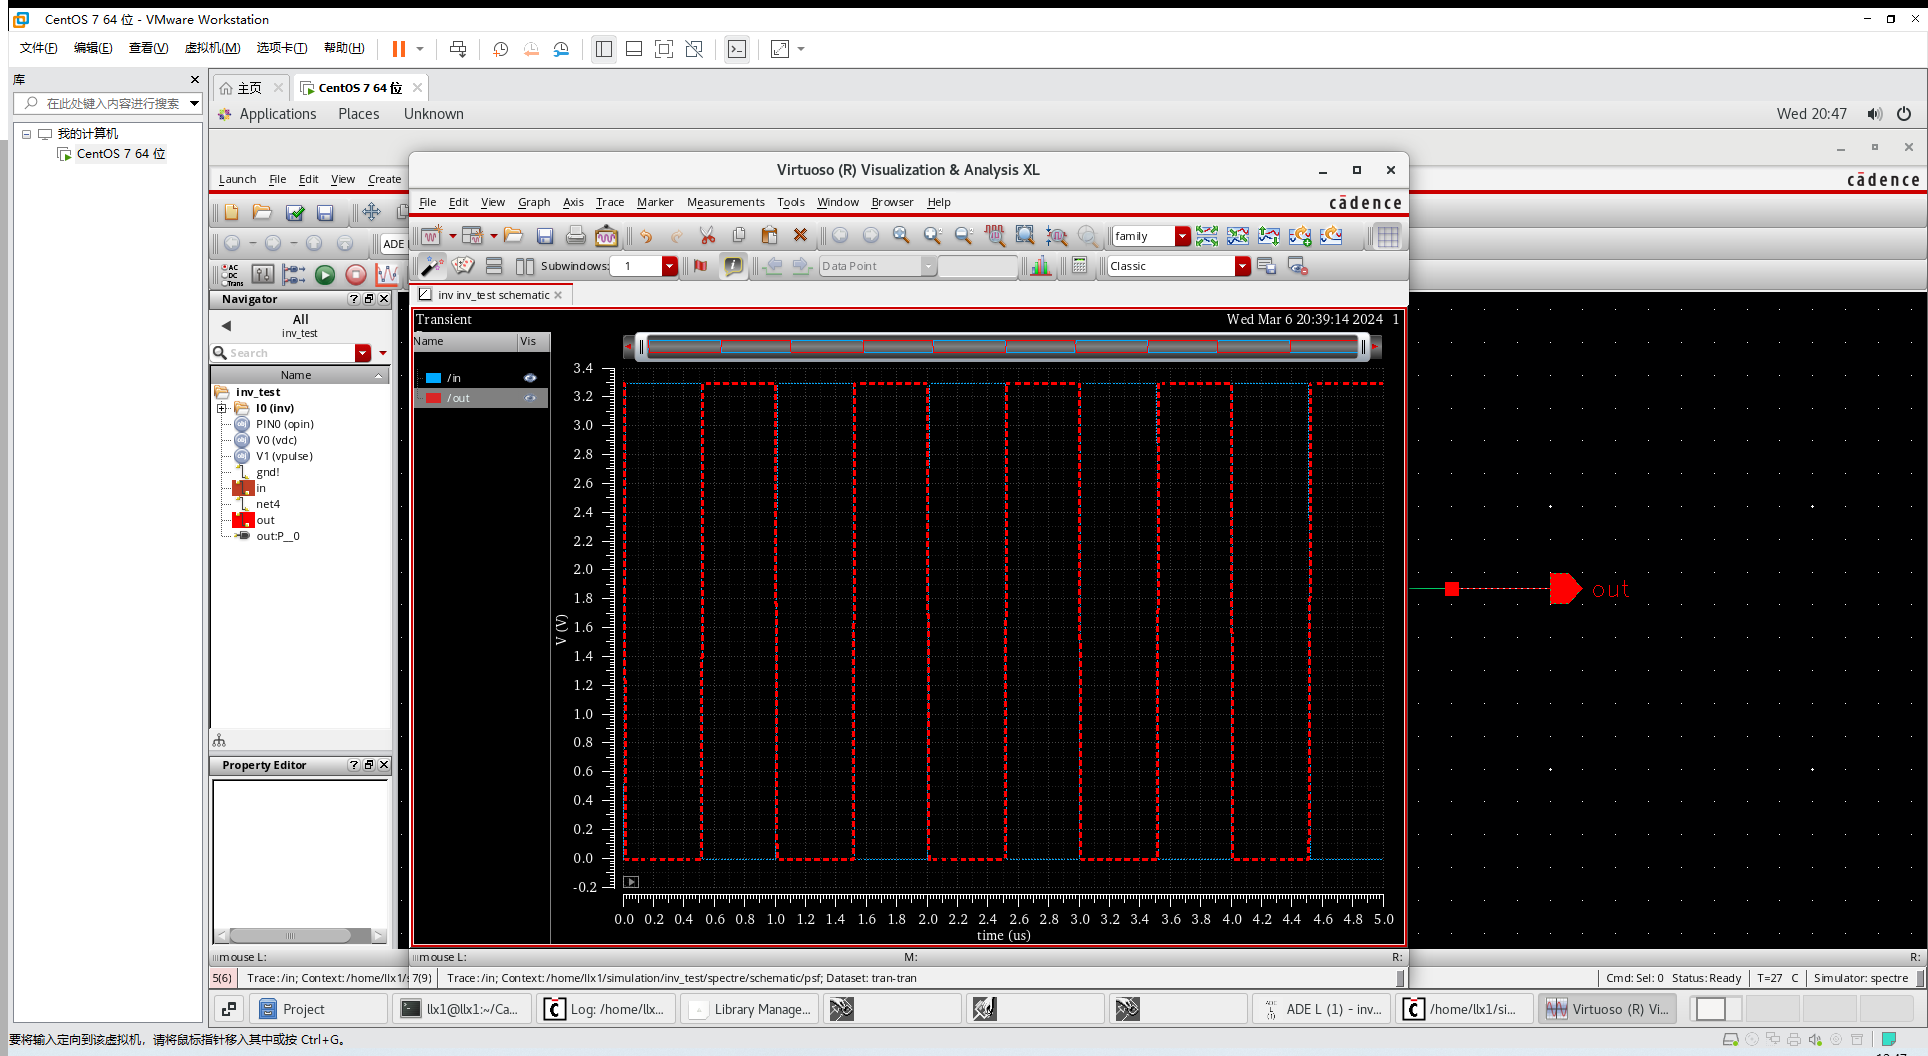 CentOS 7 64 位 - VMware Workstation
文件(F) 编辑(E) 查看(V) 虚拟机(M) 选项卡(T) 帮助(H)
库
在此处键入内容进行搜索
我的计算机
CentOS 7 64 位
主页 CentOS 7 64 位
Applications Places Unknown Wed 20:47
Launch File Edit View Create
cādence
ADE
AC
DC
Trans
Navigator
All
inv_test
Search
Name
inv_test
I0 (inv)
PIN0 (opin)
V0 (vdc)
V1 (vpulse)
gnd!
in
net4
out
out:P__0
Property Editor
Virtuoso (R) Visualization & Analysis XL
File Edit View Graph Axis Trace Marker Measurements Tools Window Browser Help
cādence
family
Subwindows: 1 Data Point Classic
inv inv_test schematic
Transient Wed Mar 6 20:39:14 2024 1
Name Vis
/in
/out
3.4
3.2
3.0
2.8
2.6
2.4
2.2
2.0
1.8
1.6
1.4
1.2
1.0
0.8
0.6
0.4
0.2
0.0
-0.2
V (V)
0.0 0.2 0.4 0.6 0.8 1.0 1.2 1.4 1.6 1.8 2.0 2.2 2.4 2.6 2.8 3.0 3.2 3.4 3.6 3.8 4.0 4.2 4.4 4.6 4.8 5.0
time (us)
out
mouse L:
mouse L: M: R:
R:
5(6) Trace:/in; Context:/home/llx1/s
7(9) Trace:/in; Context:/home/llx1/simulation/inv_test/spectre/schematic/psf; Dataset: tran-tran
Cmd: Sel: 0 Status: Ready T=27 C Simulator: spectre
Project llx1@llx1:~/Ca... Log: /home/llx... Library Manage... ADE L (1) - inv... /home/llx1/si... Virtuoso (R) Vi...
要将输入定向到该虚拟机，请将鼠标指针移入其中或按 Ctrl+G。